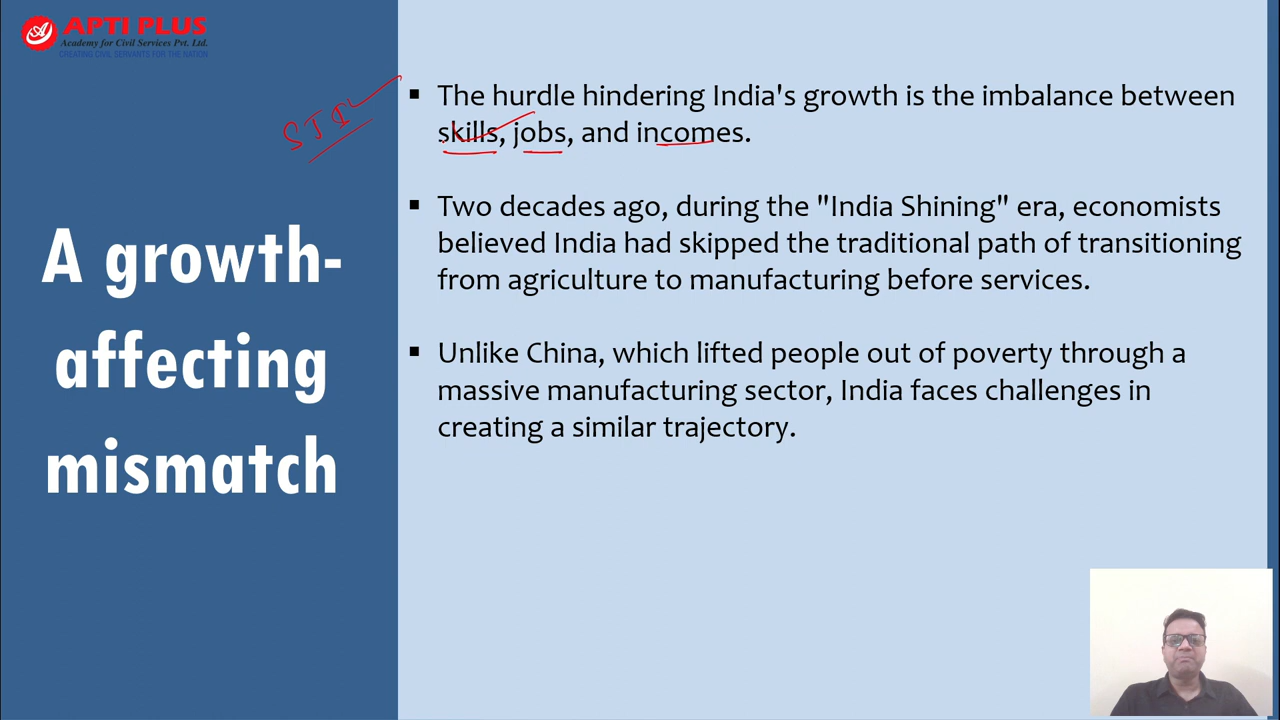 APTI PLUS
Academy for Civil Services Pvt. Ltd.
CREATING CIVIL SERVANTS FOR THE NATION
A growth-
affecting
mismatch
SJI
▪ The hurdle hindering India's growth is the imbalance between
skills, jobs, and incomes.
▪ Two decades ago, during the "India Shining" era, economists
believed India had skipped the traditional path of transitioning
from agriculture to manufacturing before services.
▪ Unlike China, which lifted people out of poverty through a
massive manufacturing sector, India faces challenges in
creating a similar trajectory.